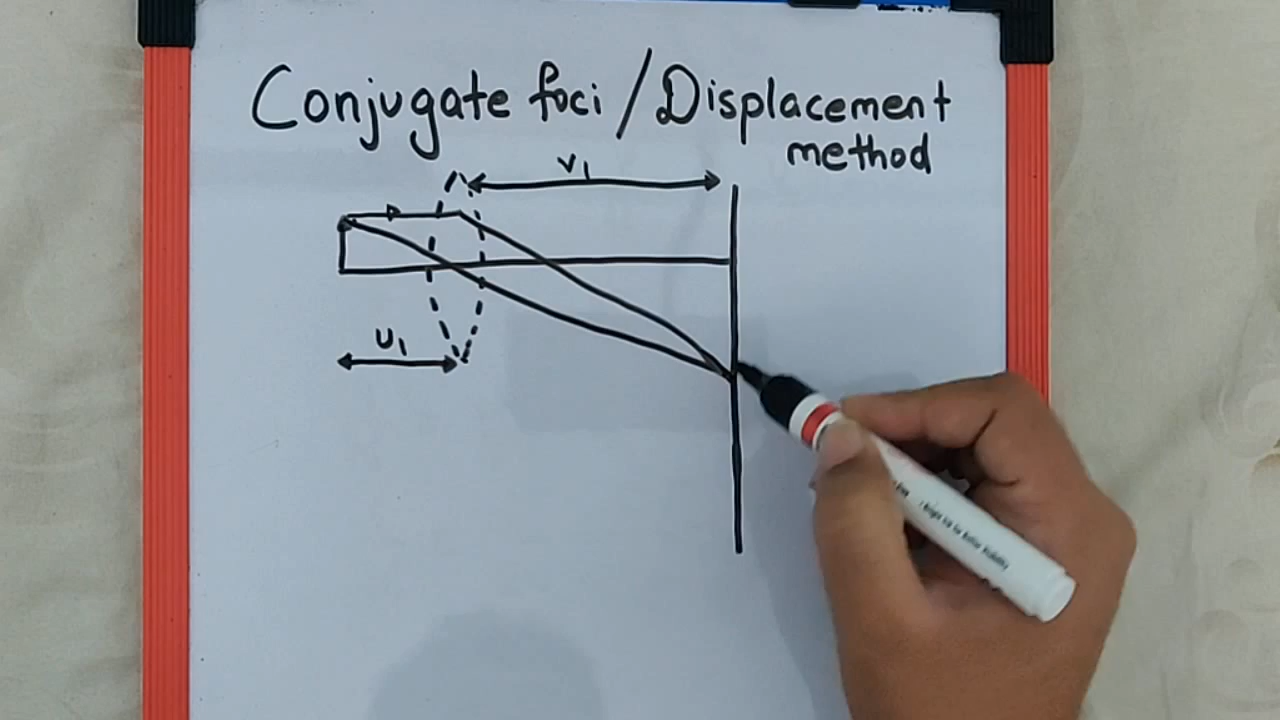 Conjugate foci / Displacement
method
v₁
u₁